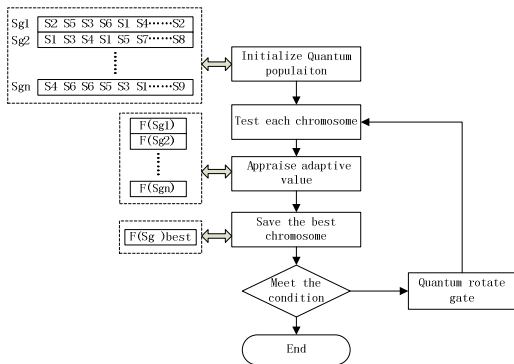 Sg1 S2 S5 S3 S6 S1 S4······S2
Sg2 S1 S3 S4 S1 S5 S7······S8
Sgn S4 S6 S6 S5 S3 S1······S9
Initialize Quantum
populaiton
Test each chromosome
F(Sg1)
F(Sg2)
F(Sgn)
Appraise adaptive
value
F(Sg )best
Save the best
chromosome
Meet the
condition
Quantum rotate
gate
End